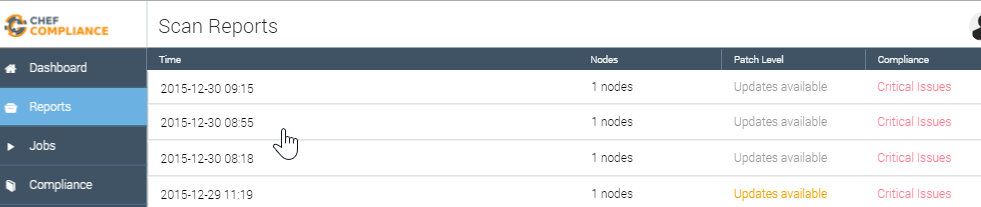 CHEF
COMPLIANCE
Scan Reports
Dashboard
Reports
Jobs
Compliance
Time Nodes Patch Level Compliance
2015-12-30 09:15 1 nodes Updates available Critical Issues
2015-12-30 08:55 1 nodes Updates available Critical Issues
2015-12-30 08:18 1 nodes Updates available Critical Issues
2015-12-29 11:19 1 nodes Updates available Critical Issues